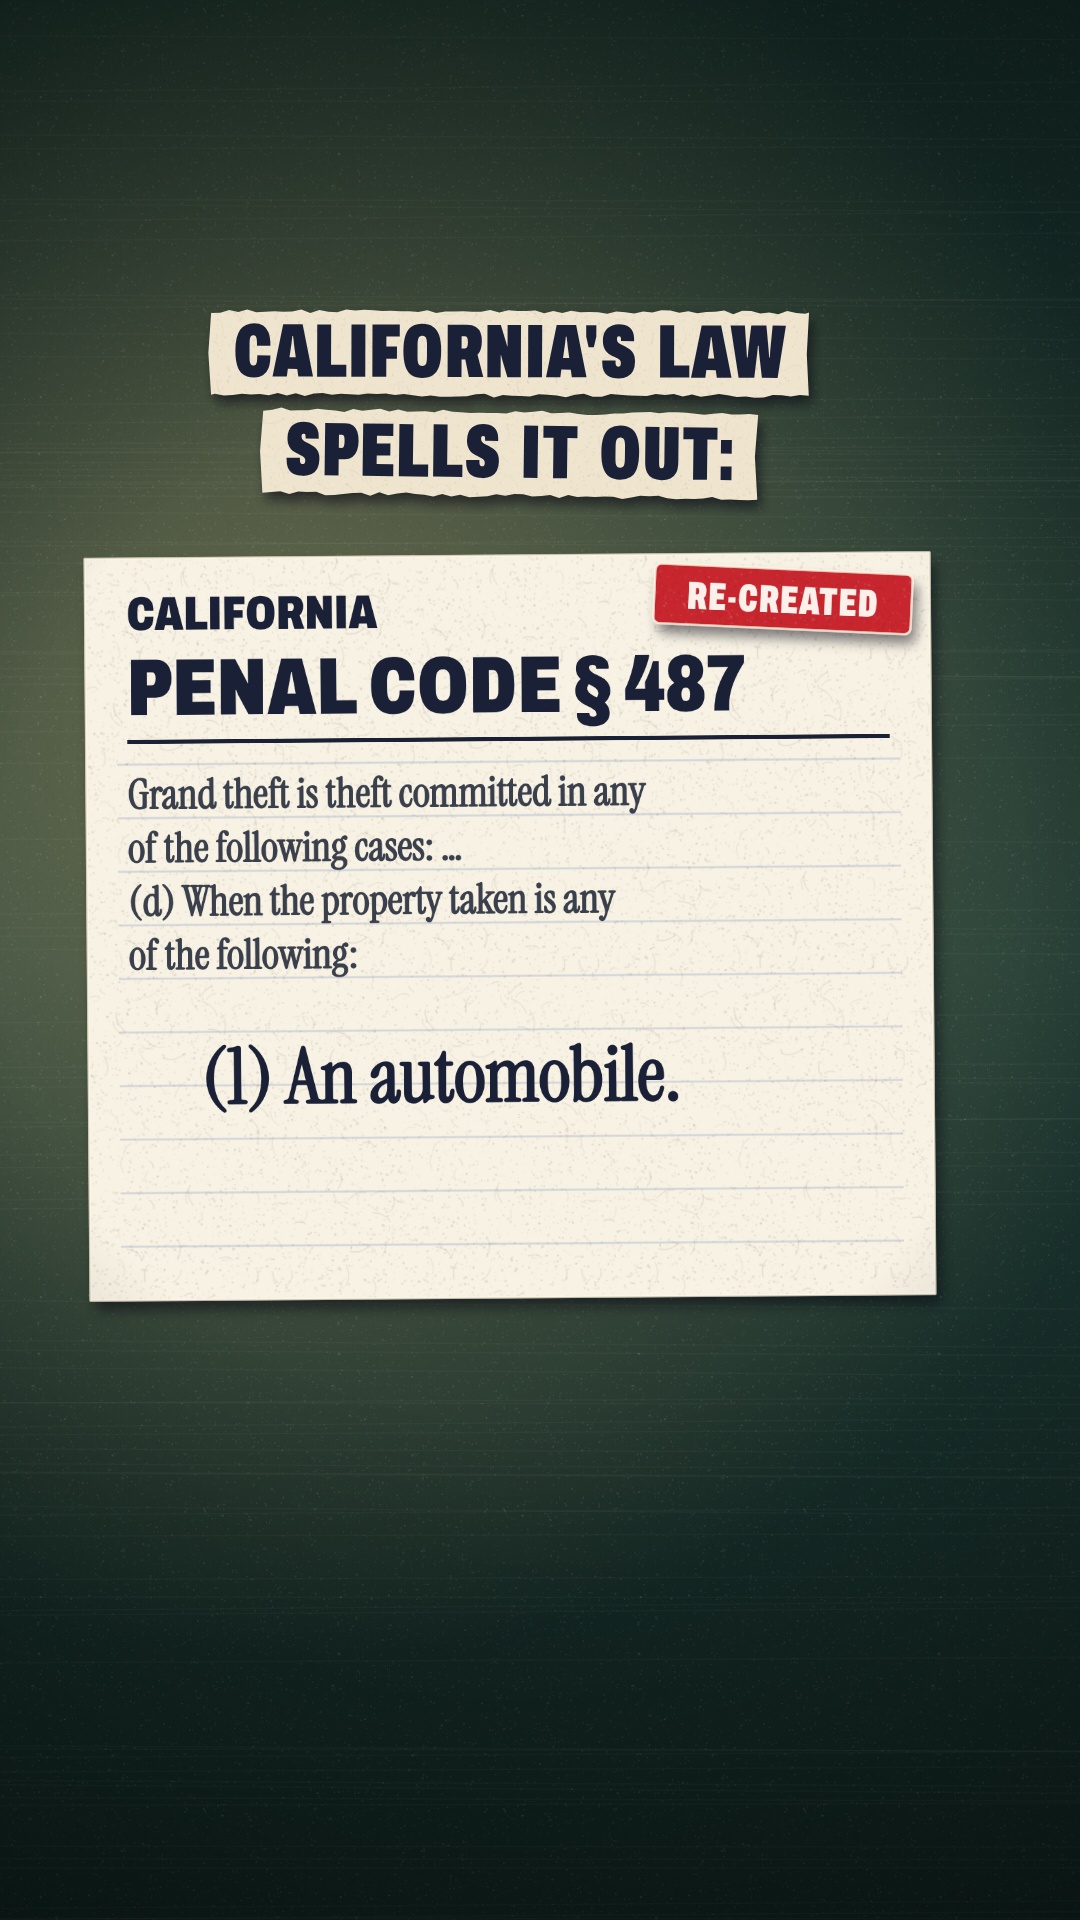 CALIFORNIA'S LAW
SPELLS IT OUT:
RE-CREATED
CALIFORNIA
PENAL CODE § 487
Grand theft is theft committed in any
of the following cases: ...
(d) When the property taken is any
of the following:
(1) An automobile.